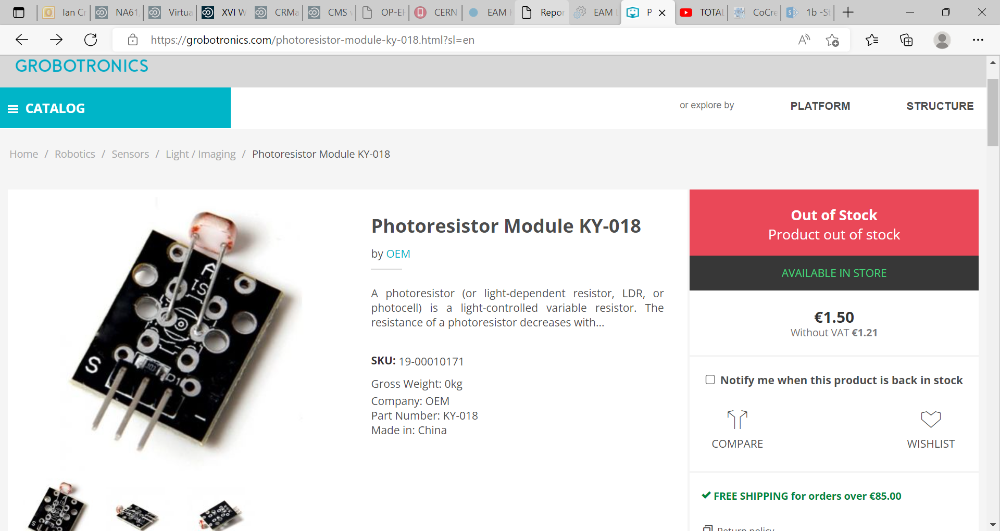 Ian Cr
NA61
Virtua
XVI W
CRMa
CMS
OP-EH
CERN
EAM
Repor
EAM
P
TOTAL
CoCre
1b -St
https://grobotronics.com/photoresistor-module-ky-018.html?sl=en
GROBOTRONICS
CATALOG
or explore by
PLATFORM
STRUCTURE
Home / Robotics / Sensors / Light / Imaging / Photoresistor Module KY-018
Photoresistor Module KY-018
by OEM
A photoresistor (or light-dependent resistor, LDR, or
photocell) is a light-controlled variable resistor. The
resistance of a photoresistor decreases with...
SKU: 19-00010171
Gross Weight: 0kg
Company: OEM
Part Number: KY-018
Made in: China
Out of Stock
Product out of stock
AVAILABLE IN STORE
€1.50
Without VAT €1.21
Notify me when this product is back in stock
COMPARE
WISHLIST
FREE SHIPPING for orders over €85.00
Return policy
S